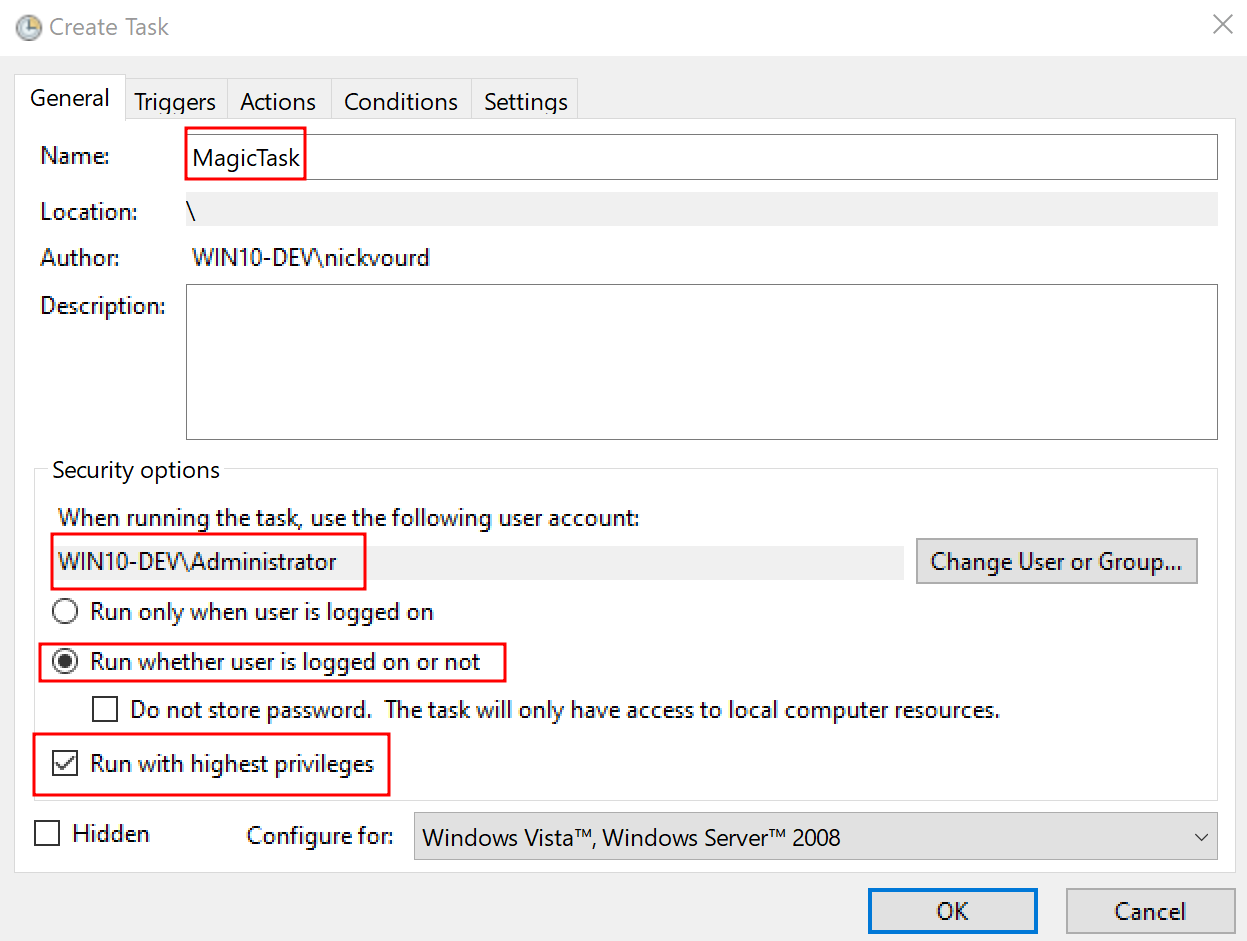 Create Task
General Triggers Actions Conditions Settings
Name: MagicTask
Location: \
Author: WIN10-DEV\nickvourd
Description:
Security options
When running the task, use the following user account:
WIN10-DEV\Administrator Change User or Group...
Run only when user is logged on
Run whether user is logged on or not
Do not store password. The task will only have access to local computer resources.
Run with highest privileges
Hidden Configure for: Windows Vista™, Windows Server™ 2008
OK Cancel